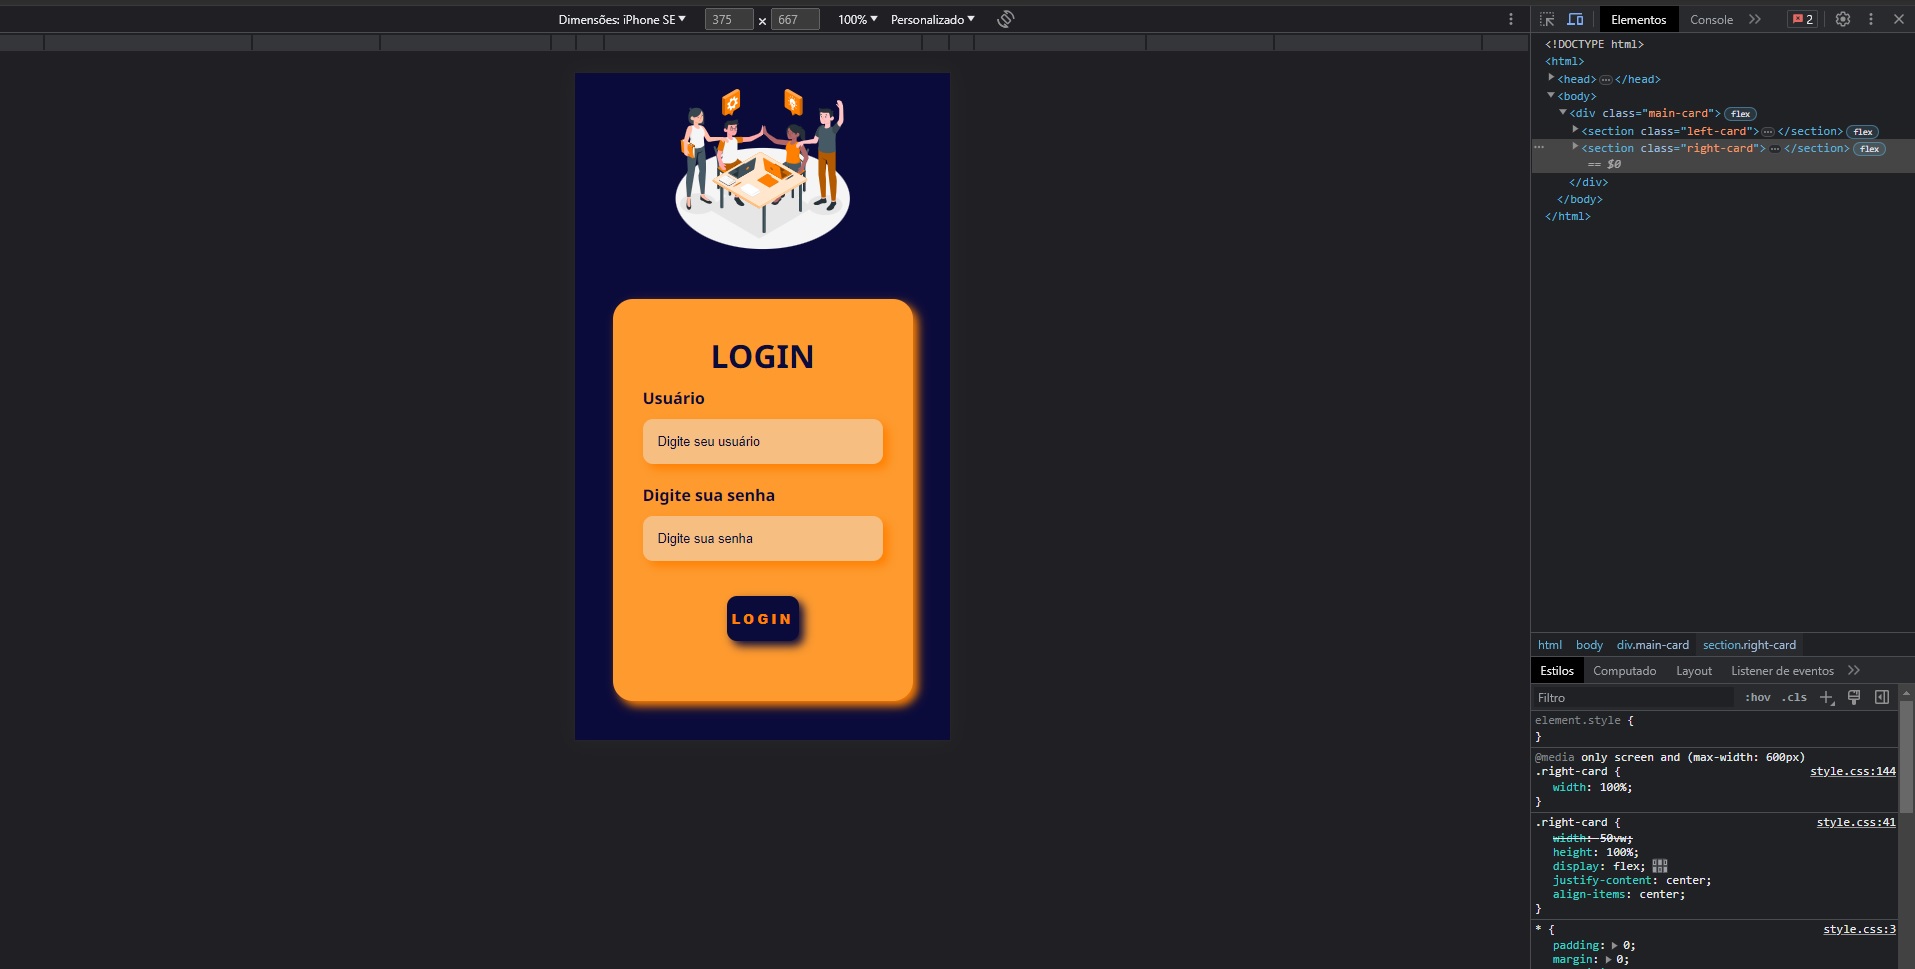 Dimensões: iPhone SE 375 × 667 100% Personalizado
LOGIN
Usuário
Digite seu usuário
Digite sua senha
Digite sua senha
LOGIN
Elementos Console 2
<!DOCTYPE html>
<html>
<head> ⋯ </head>
<body>
<div class="main-card"> flex
<section class="left-card"> ⋯ </section> flex
<section class="right-card"> ⋯ </section> flex
== $0
</div>
</body>
</html>
html body div.main-card section.right-card
Estilos Computado Layout Listener de eventos
Filtro :hov .cls
element.style {
}
@media only screen and (max-width: 600px)
.right-card { style.css:144
width: 100%;
}
.right-card { style.css:41
width: 50vw;
height: 100%;
display: flex;
justify-content: center;
align-items: center;
}
* { style.css:3
padding: 0;
margin: 0;